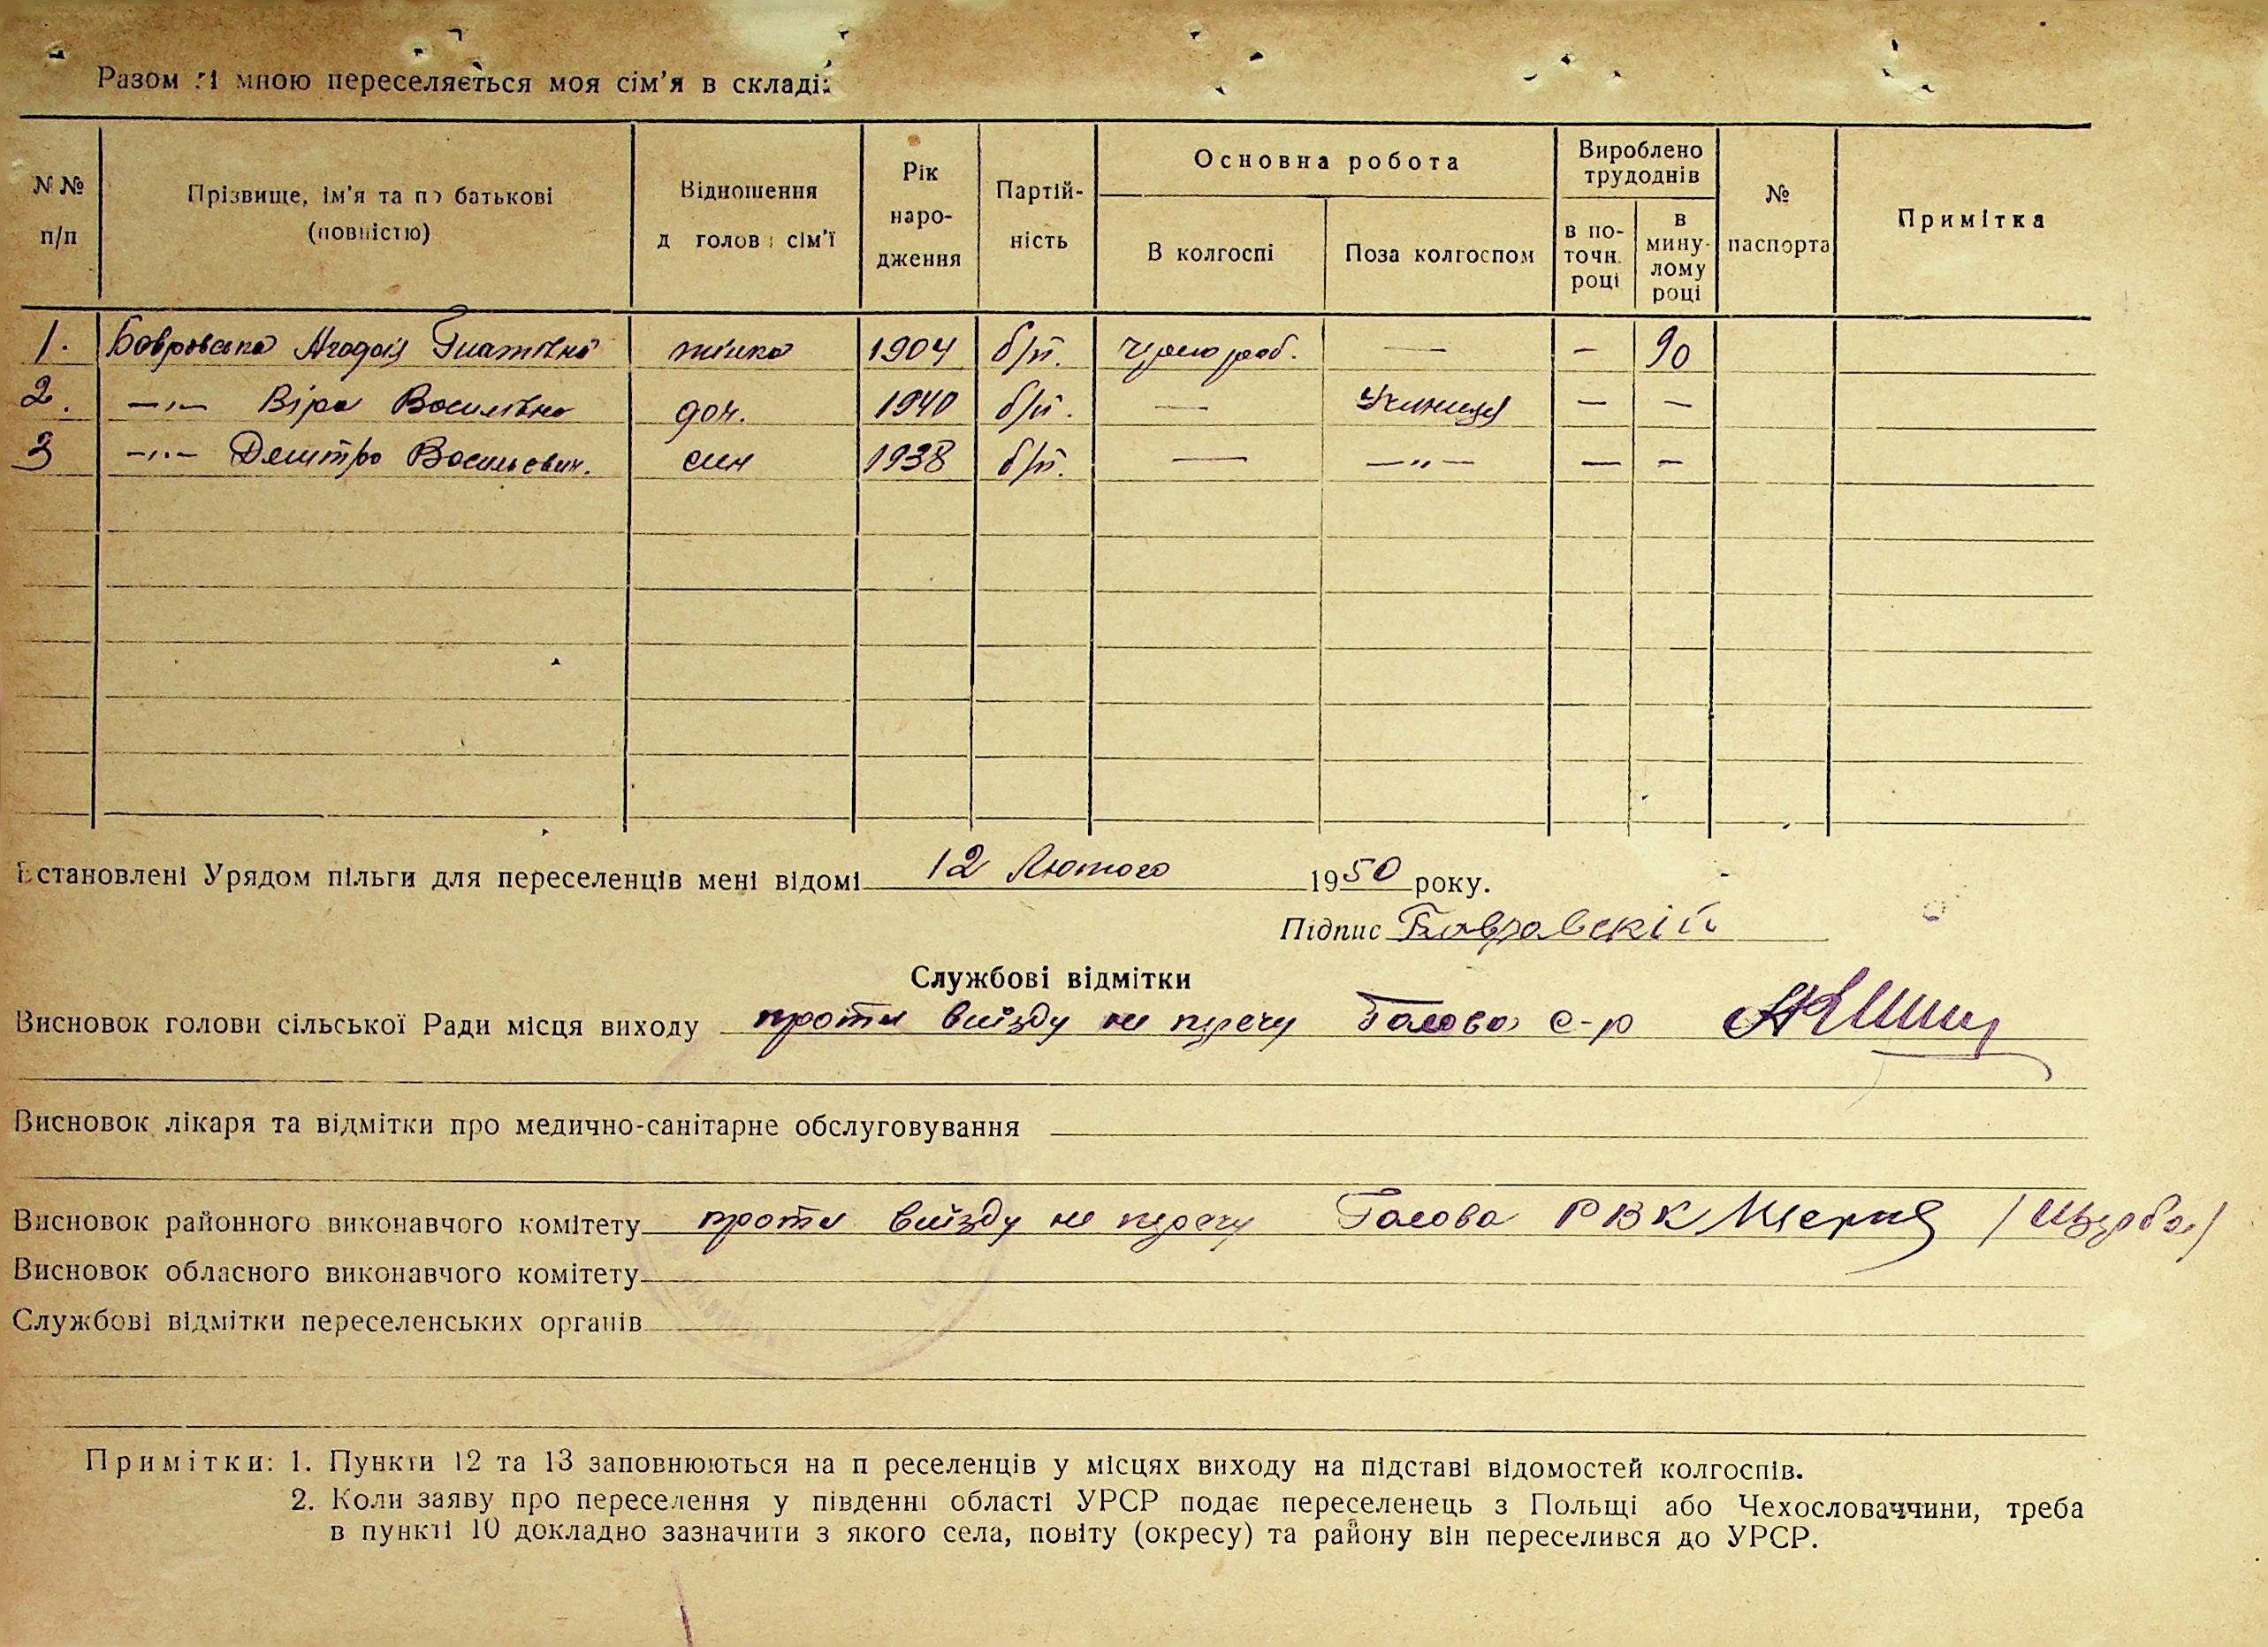 Разом зі мною переселяється моя сім’я в складі:
№№ п/п
Прізвище, ім’я та по батькові (повністю)
Відношення д голов сім’ї
Рік народження
Партійність
Основна робота
В колгоспі
Поза колгоспом
Вироблено трудоднів
в поточн. році
в минулому році
№ паспорта
Примітка
1. Бобровська Гнатівна жінка 1904 б/п. чернораб. — — 90
2. —"— Віра Василівна доч. 1940 б/п. — Учениця — —
3 —"— Дмитро Васильович. син 1938 б/п. — —"— — —
Встановлені Урядом пільги для переселенців мені відомі 12 Лютого 1950 року.
Підпис Бавравскій
Службові відмітки
Висновок голови сільської Ради місця виходу проти виїзду не перечу Голова с-р
Висновок лікаря та відмітки про медично-санітарне обслуговування
Висновок районного виконавчого комітету проти виїзду не перечу Голова РВК
Висновок обласного виконавчого комітету
Службові відмітки переселенських органів
Примітки: 1. Пункти 12 та 13 заповнюються на п реселенців у місцях виходу на підставі відомостей колгоспів.
2. Коли заяву про переселення у південні області УРСР подає переселенець з Польщі або Чехословаччини, треба
в пункті 10 докладно зазначити з якого села, повіту (окресу) та району він переселився до УРСР.